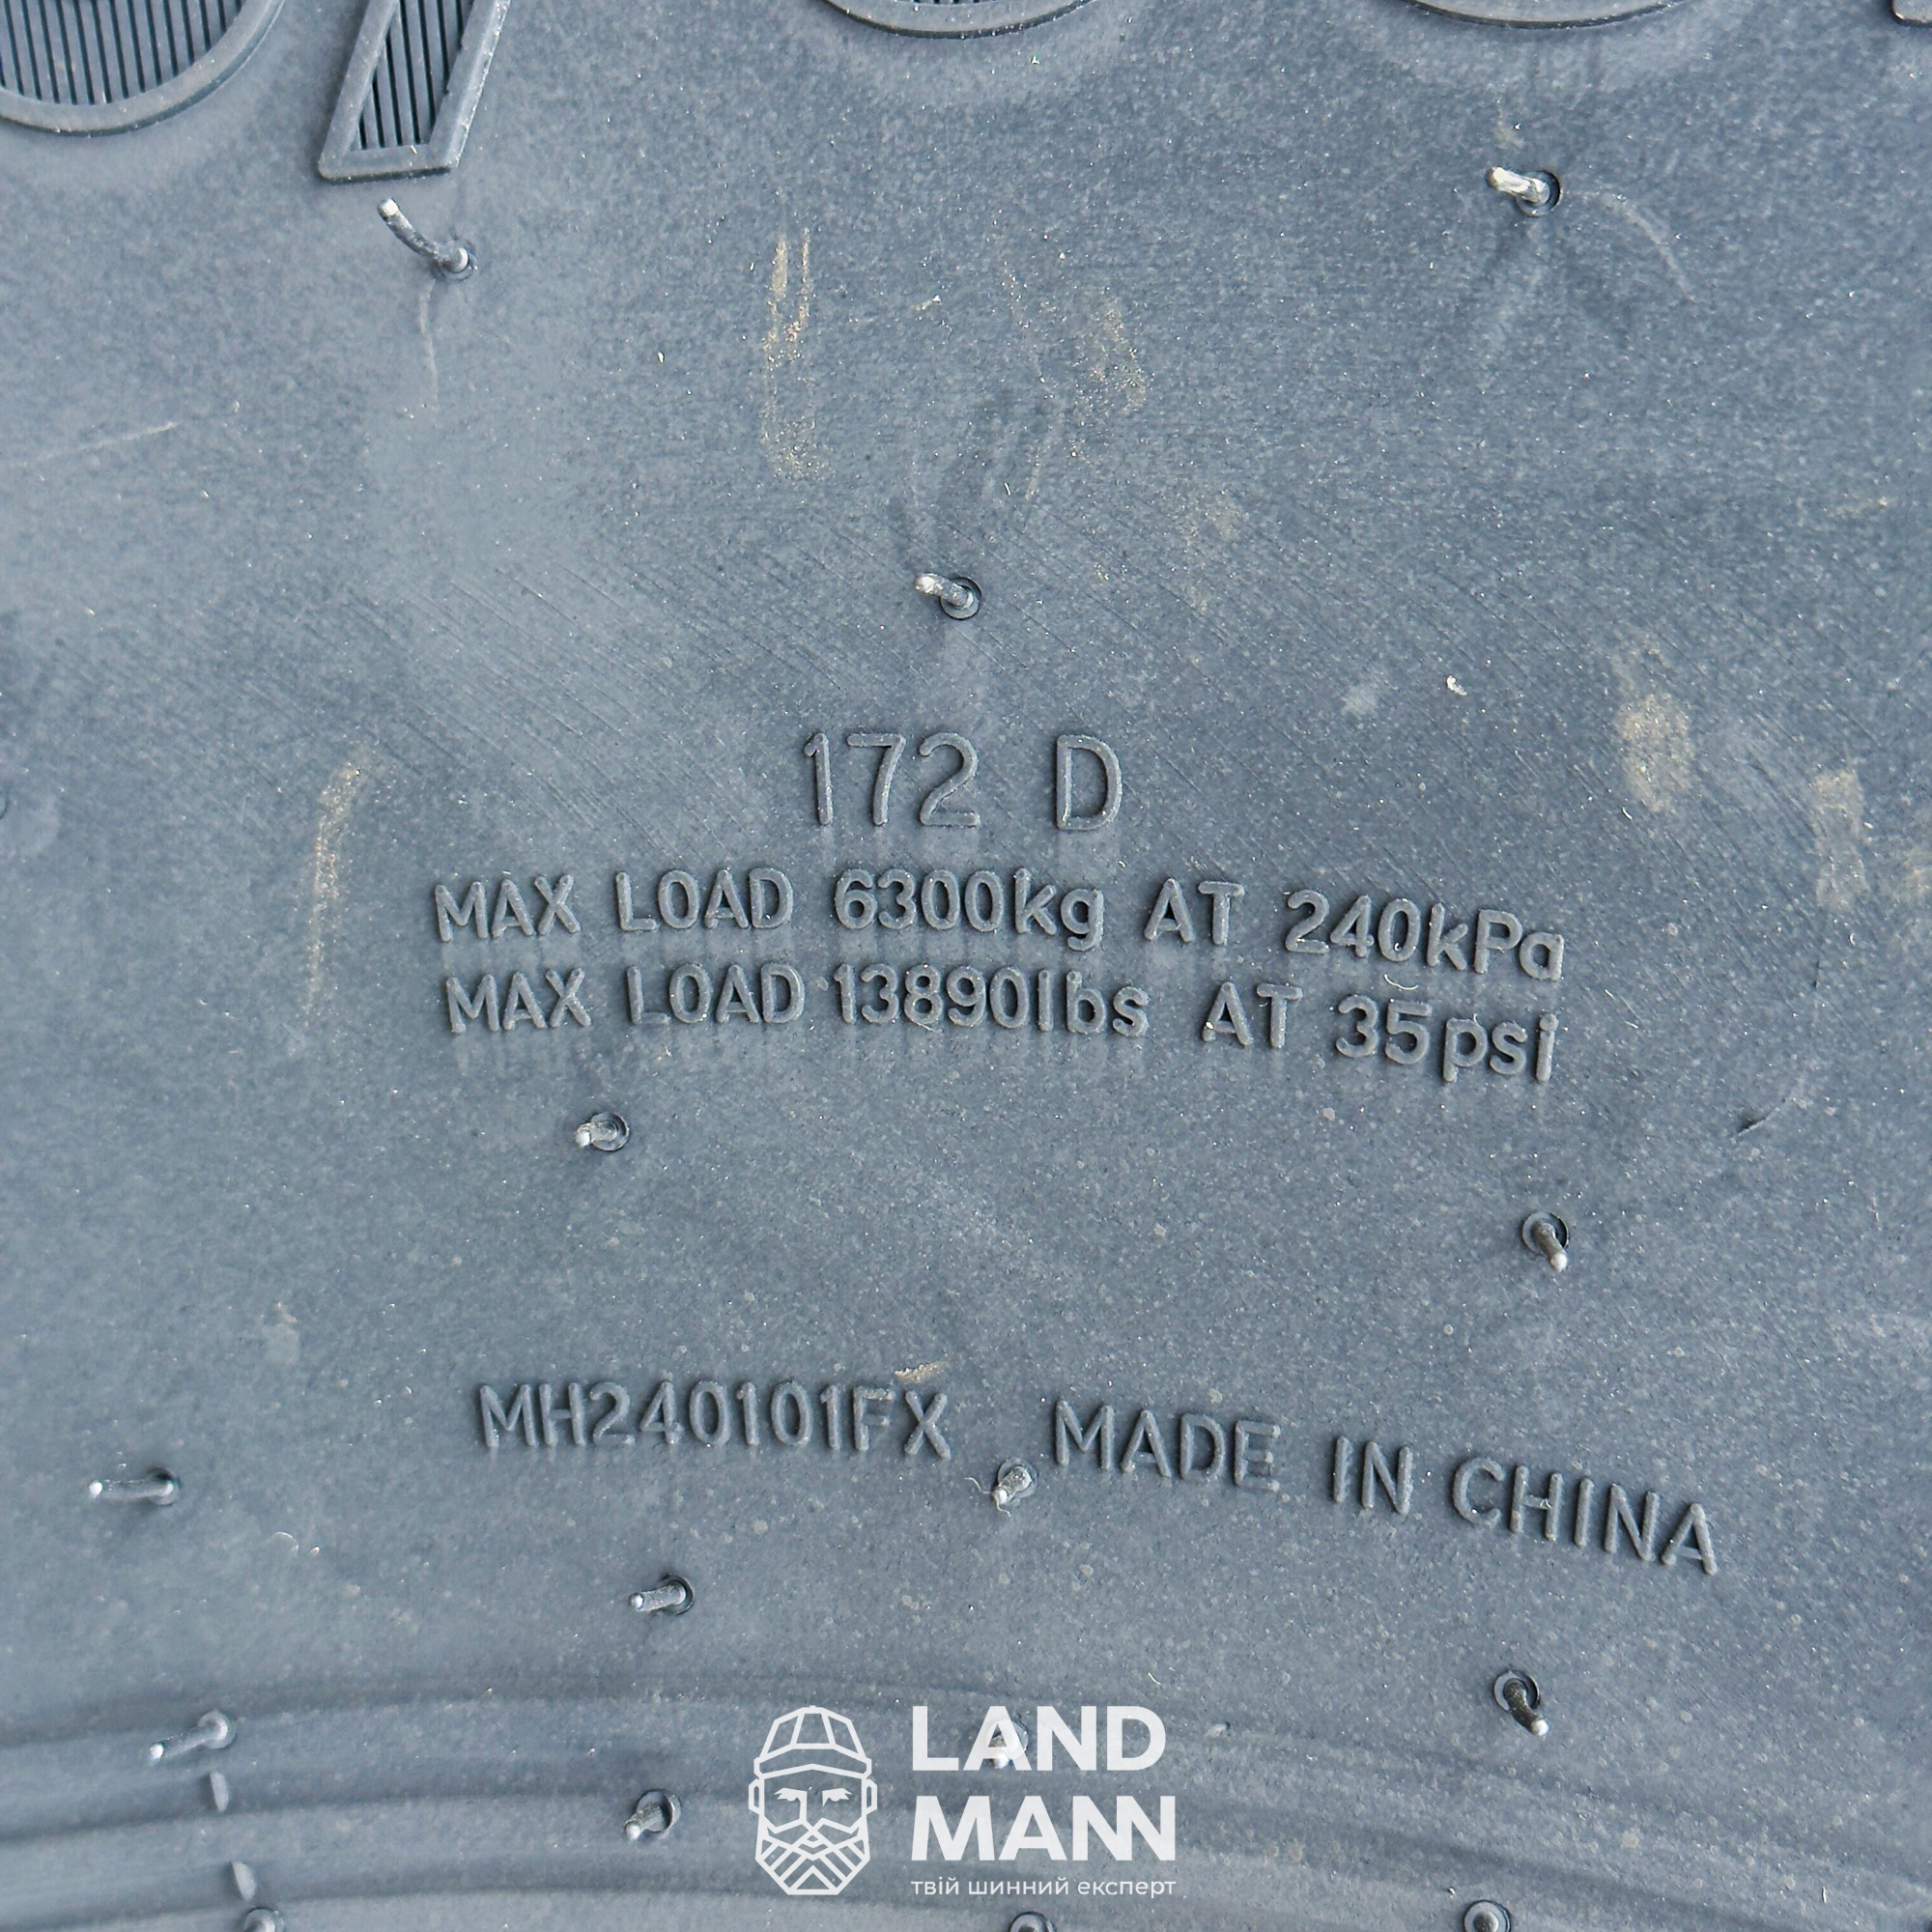 172 D
MAX LOAD 6300kg AT 240kPa
MAX LOAD 13890lbs AT 35psi
MH240101FX MADE IN CHINA
LAND
MANN
твій шинний експерт